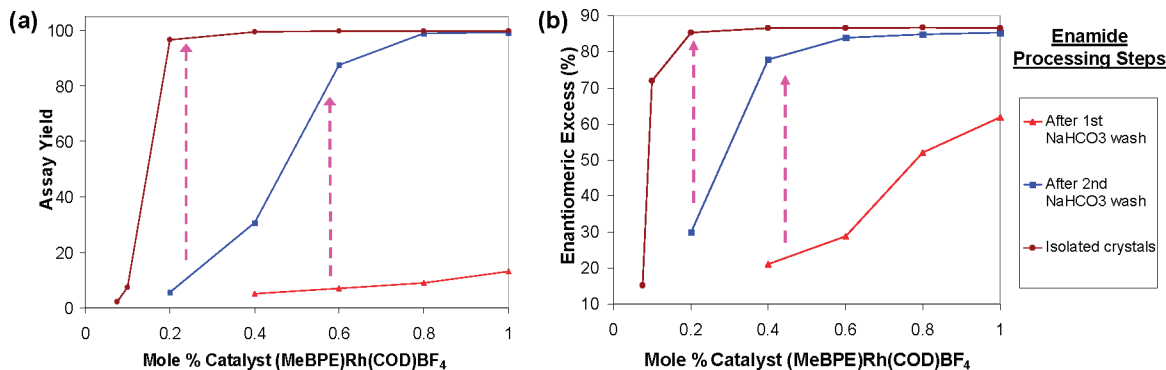 (a)
100
80
60
40
20
0
Assay Yield
0 0.2 0.4 0.6 0.8 1
Mole % Catalyst (MeBPE)Rh(COD)BF4
(b)
90
80
70
60
50
40
30
20
10
Enantiomeric Excess (%)
0 0.2 0.4 0.6 0.8 1
Mole % Catalyst (MeBPE)Rh(COD)BF4
Enamide
Processing Steps
After 1st
NaHCO3 wash
After 2nd
NaHCO3 wash
Isolated crystals